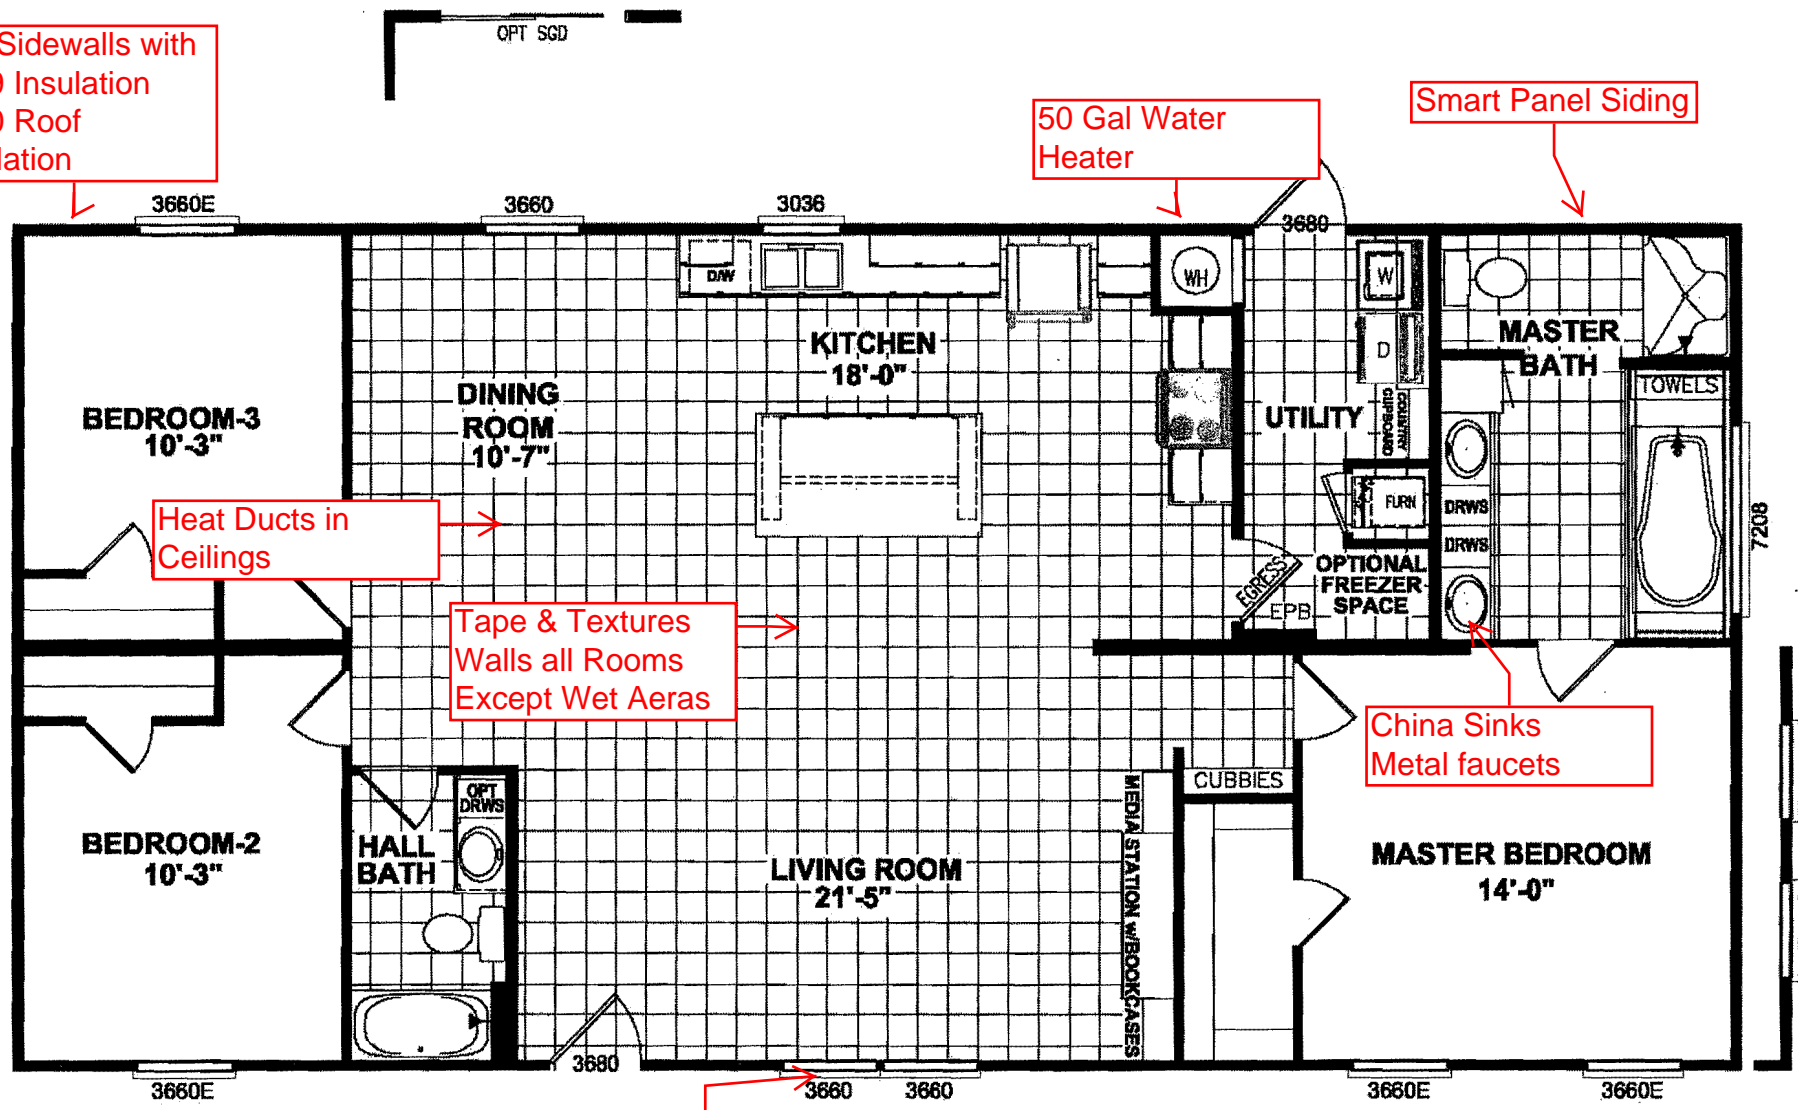 OPT SGD
Sidewalls with
Insulation
Roof
50 Gal Water
Heater
Smart Panel Siding
3660E
3660
3036
3680
D/W
WH
W
D
KITCHEN
18'-0"
MASTER
BATH
TOWELS
DINING
ROOM
10'-7"
BEDROOM-3
10'-3"
UTILITY
COUNTRY
CUPBOARD
FURN
DRWS
DRWS
7208
Heat Ducts in
Ceilings
EGRESS
EPB
OPTIONAL
FREEZER
SPACE
Tape & Textures
Walls all Rooms
Except Wet Aeras
China Sinks
Metal faucets
CUBBIES
OPT
DRWS
MEDIA STATION w/BOOKCASES
BEDROOM-2
10'-3"
HALL
BATH
LIVING ROOM
21'-5"
MASTER BEDROOM
14'-0"
3660E
3680
3660
3660
3660E
3660E